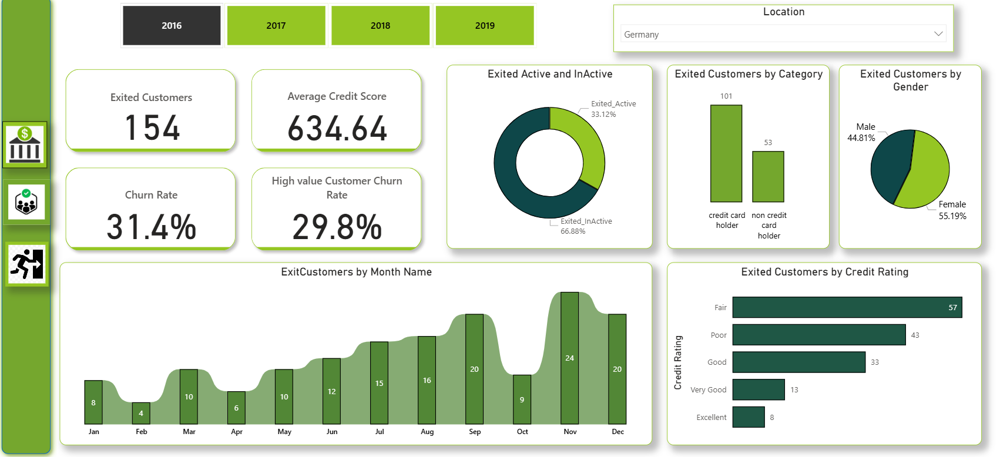 2016
2017
2018
2019
Location
Germany
$
Exited Customers
154
Average Credit Score
634.64
Churn Rate
31.4%
High value Customer Churn
Rate
29.8%
Exited Active and InActive
Exited_Active
33.12%
Exited_InActive
66.88%
Exited Customers by Category
101
53
credit card
holder
non credit
card
holder
Exited Customers by
Gender
Male
44.81%
Female
55.19%
ExitCustomers by Month Name
8
4
10
6
10
12
15
16
20
9
24
20
Jan
Feb
Mar
Apr
May
Jun
Jul
Aug
Sep
Oct
Nov
Dec
Exited Customers by Credit Rating
Credit Rating
Fair
57
Poor
43
Good
33
Very Good
13
Excellent
8